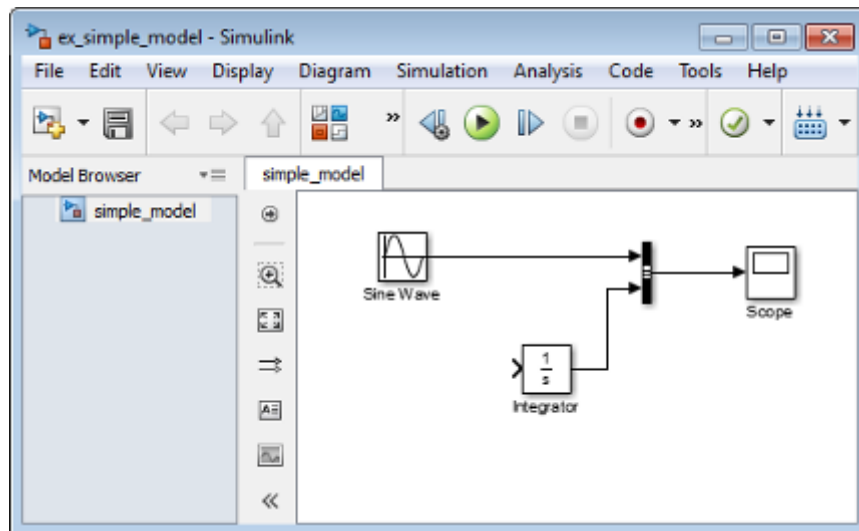 ex_simple_model - Simulink
File Edit View Display Diagram Simulation Analysis Code Tools Help
Model Browser
simple_model
simple_model
Sine Wave
Scope
1
s
Integrator